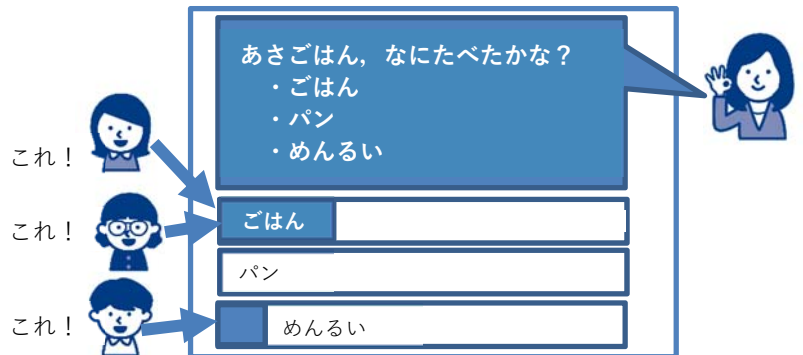 あさごはん，なにたべたかな？
・ごはん
・パン
・めんるい
これ！
ごはん
これ！
パン
これ！
めんるい